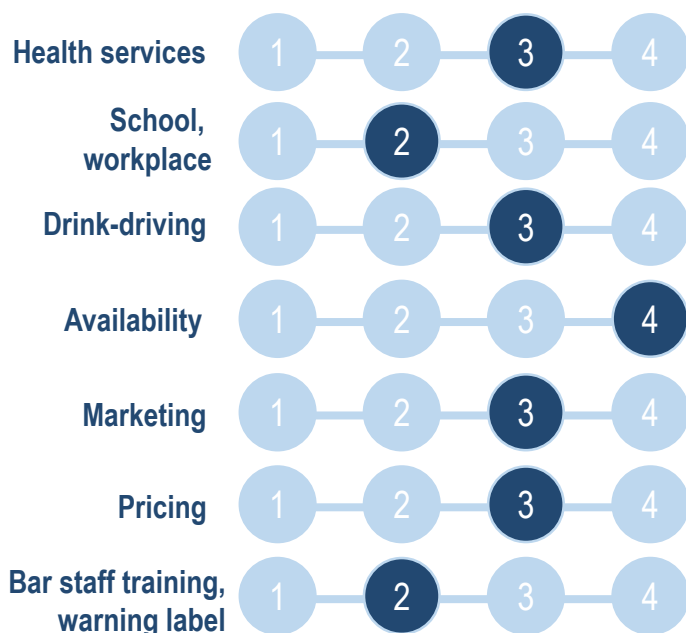 Health services 1 2 3 4
School,
workplace 1 2 3 4
Drink-driving 1 2 3 4
Availability 1 2 3 4
Marketing 1 2 3 4
Pricing 1 2 3 4
Bar staff training,
warning label 1 2 3 4